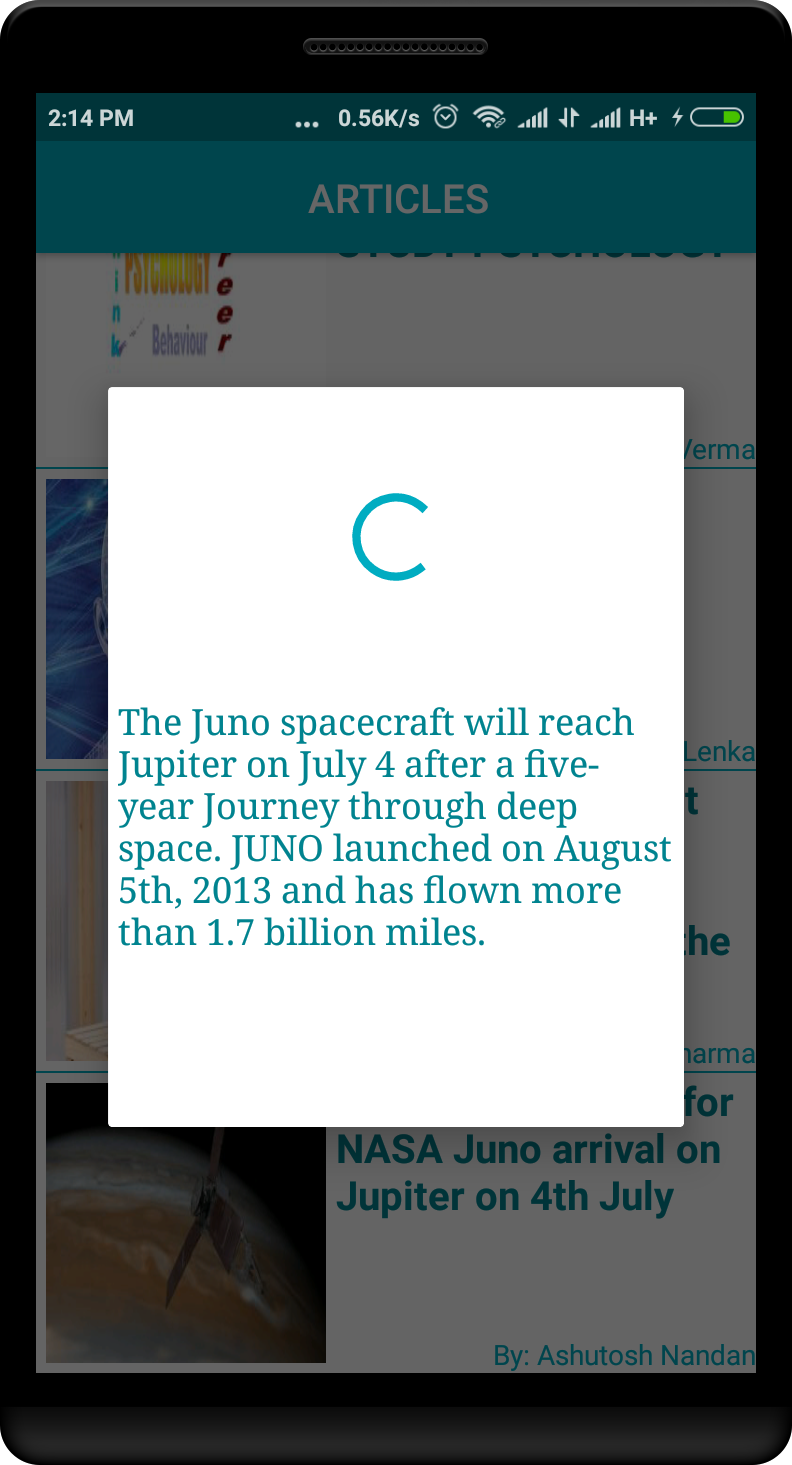 2:14 PM ... 0.56K/s H+
ARTICLES
PSYCHOLOGY
Behaviour
Verma
The Juno spacecraft will reach
Jupiter on July 4 after a five-
year Journey through deep
space. JUNO launched on August
5th, 2013 and has flown more
than 1.7 billion miles.
Lenka
the
for
NASA Juno arrival on
Jupiter on 4th July
By: Ashutosh Nandan